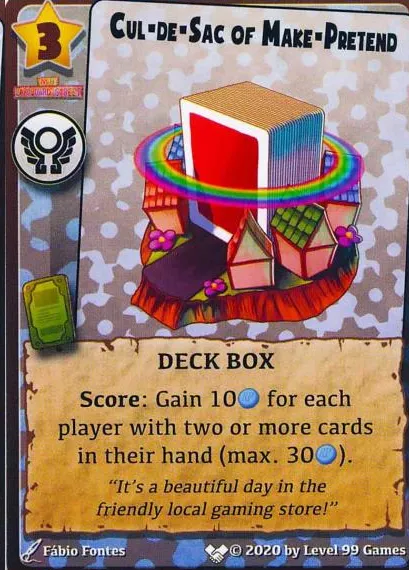 3
CUL-DE-SAC OF MAKE-PRETEND
DECK BOX
Score: Gain 10 for each
player with two or more cards
in their hand (max. 30).
"It's a beautiful day in the
friendly local gaming store!"
Fábio Fontes
© 2020 by Level 99 Games